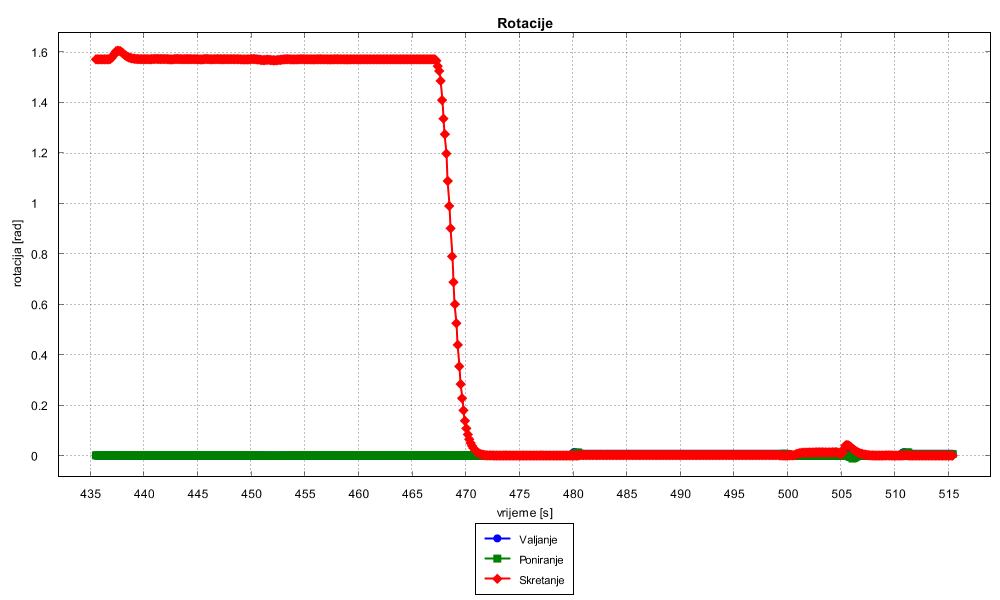 Rotacije
rotacija [rad]
1.6
1.4
1.2
1
0.8
0.6
0.4
0.2
0
435 440 445 450 455 460 465 470 475 480 485 490 495 500 505 510 515
vrijeme [s]
Valjanje
Poniranje
Skretanje